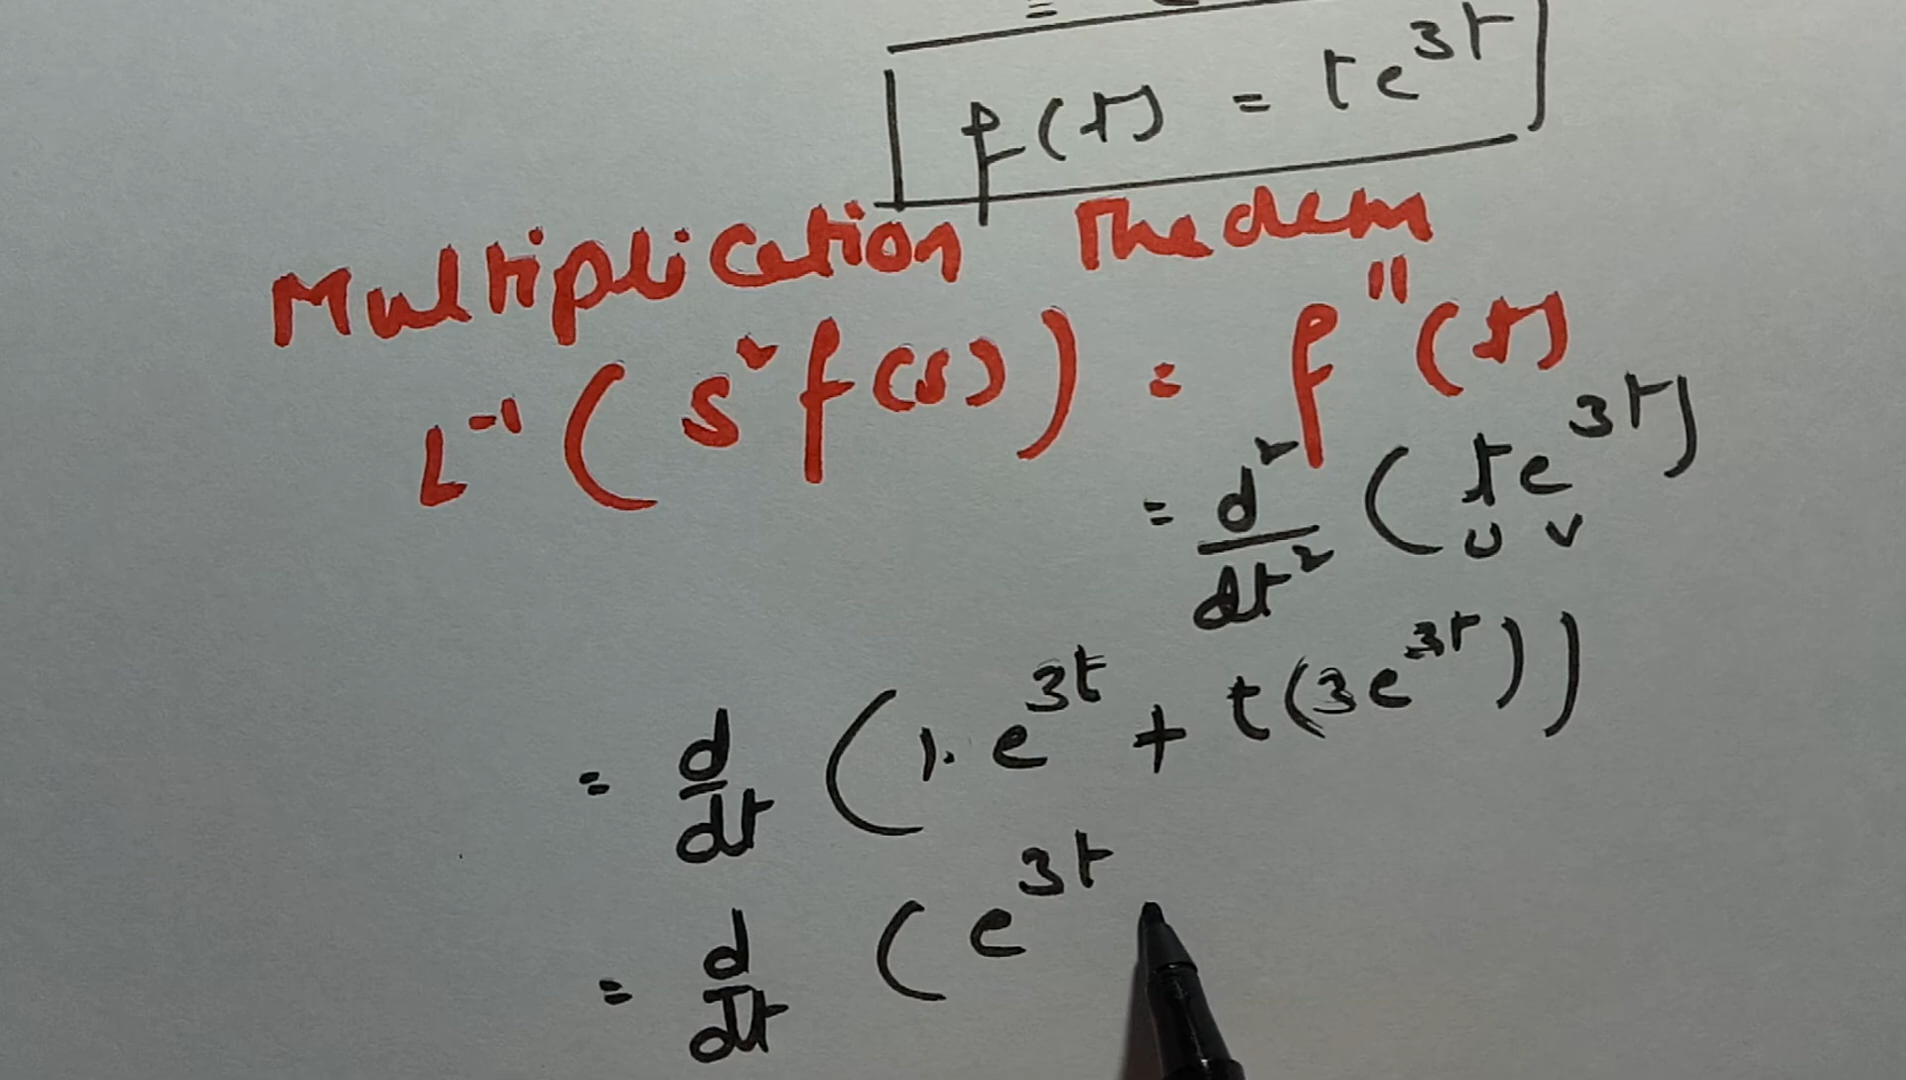 f(t) = te^{3t}
Multiplication Theorem
L^{-1} ( s^2 f(s) ) = f''(t)
= d^2/dt^2 ( te^{3t} )
u v
= d/dt ( 1. e^{3t} + t(3e^{3t}) )
= d/dt ( e^{3t}